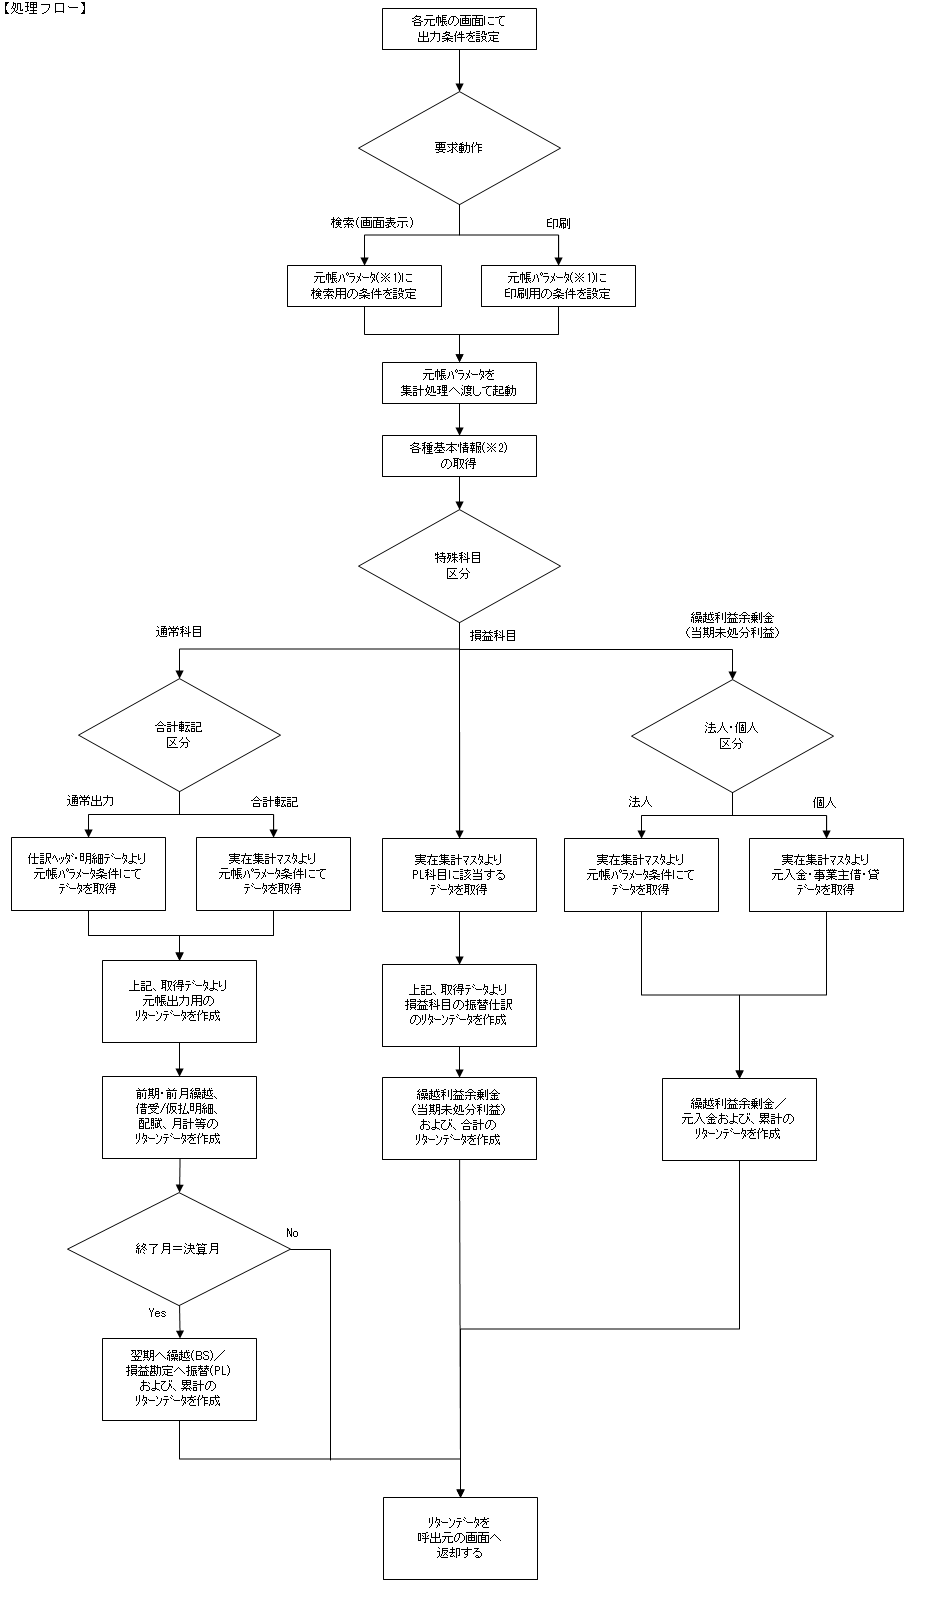 【処理フロー】
各元帳の画面にて
出力条件を設定
要求動作
検索(画面表示)
印刷
元帳ﾊﾟﾗﾒｰﾀ(※1)に
検索用の条件を設定
元帳ﾊﾟﾗﾒｰﾀ(※1)に
印刷用の条件を設定
元帳ﾊﾟﾗﾒｰﾀを
集計処理へ渡して起動
各種基本情報(※2)
の取得
特殊科目
区分
通常科目
損益科目
繰越利益余剰金
(当期未処分利益)
合計転記
区分
法人・個人
区分
通常出力
合計転記
法人
個人
仕訳ﾍｯﾀﾞ・明細ﾃﾞｰﾀより
元帳ﾊﾟﾗﾒｰﾀ条件にて
ﾃﾞｰﾀを取得
実在集計ﾏｽﾀより
元帳ﾊﾟﾗﾒｰﾀ条件にて
ﾃﾞｰﾀを取得
実在集計ﾏｽﾀより
PL科目に該当する
ﾃﾞｰﾀを取得
実在集計ﾏｽﾀより
元帳ﾊﾟﾗﾒｰﾀ条件にて
ﾃﾞｰﾀを取得
実在集計ﾏｽﾀより
元入金・事業主借・貸
ﾃﾞｰﾀを取得
上記、取得ﾃﾞｰﾀより
元帳出力用の
ﾘﾀｰﾝﾃﾞｰﾀを作成
上記、取得ﾃﾞｰﾀより
損益科目の振替仕訳
のﾘﾀｰﾝﾃﾞｰﾀを作成
前期・前月繰越、
借受/仮払明細、
配賦、月計等の
ﾘﾀｰﾝﾃﾞｰﾀを作成
繰越利益余剰金
(当期未処分利益)
および、合計の
ﾘﾀｰﾝﾃﾞｰﾀを作成
繰越利益余剰金／
元入金および、累計の
ﾘﾀｰﾝﾃﾞｰﾀを作成
終了月＝決算月
No
Yes
翌期へ繰越(BS)／
損益勘定へ振替(PL)
および、累計の
ﾘﾀｰﾝﾃﾞｰﾀを作成
ﾘﾀｰﾝﾃﾞｰﾀを
呼出元の画面へ
返却する